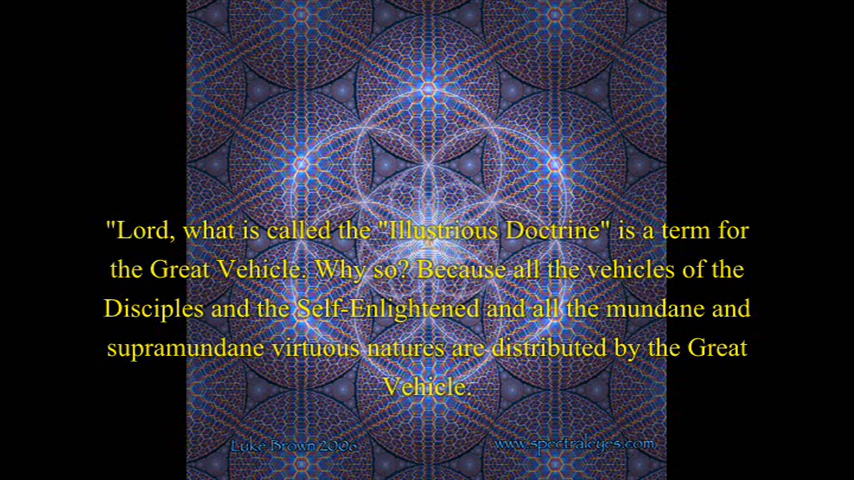 "Lord, what is called the "Illustrious Doctrine" is a term for
the Great Vehicle. Why so? Because all the vehicles of the
Disciples and the Self-Enlightened and all the mundane and
supramundane virtuous natures are distributed by the Great
Vehicle.
Luke Brown 2006 www.spectraleyes.com